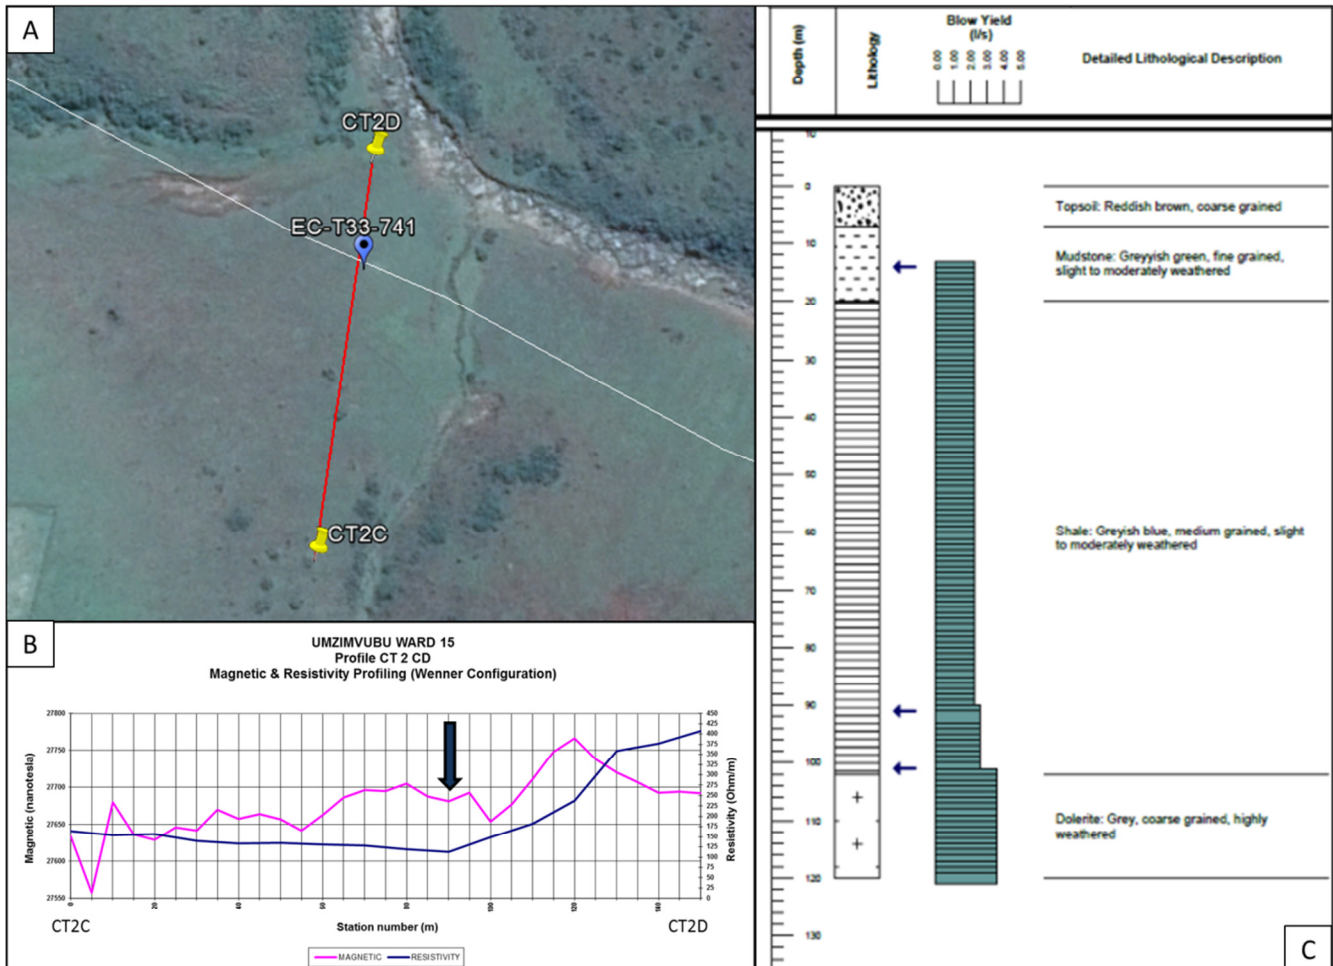 A
CT2D
EC-T33-741
CT2C
B
UMZIMVUBU WARD 15
Profile CT 2 CD
Magnetic & Resistivity Profiling (Wenner Configuration)
Magnetic (nanotesla)
27800
27750
27700
27650
27600
27550
Resistivity (Ohm/m)
450
425
400
375
350
325
300
275
250
225
200
175
150
125
100
75
50
25
0
0 20 40 60 80 100 120 140
CT2C
Station number (m)
CT2D
MAGNETIC RESISTIVITY
Depth (m)
Lithology
Blow Yield
(l/s)
0.00 1.00 2.00 3.00 4.00 5.00
Detailed Lithological Description
10
0
Topsoil: Reddish brown, coarse grained
10
Mudstone: Greyyish green, fine grained,
slight to moderately weathered
20
30
40
50
60
Shale: Greyish blue, medium grained, slight
to moderately weathered
70
80
90
100
110
Dolerite: Grey, coarse grained, highly
weathered
120
130
C